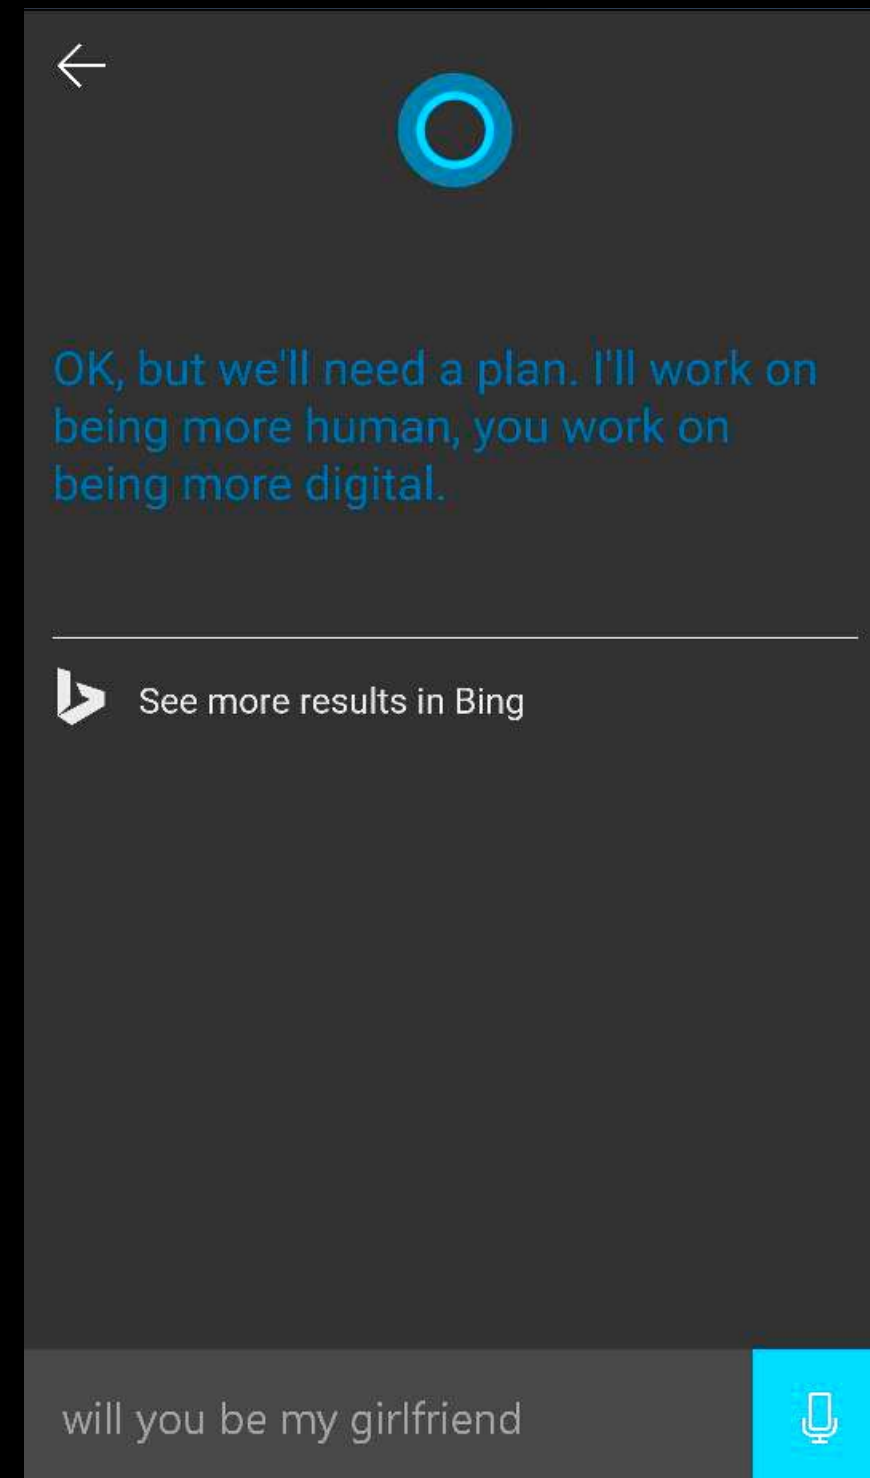 OK, but we'll need a plan. I'll work on
being more human, you work on
being more digital.
See more results in Bing
will you be my girlfriend